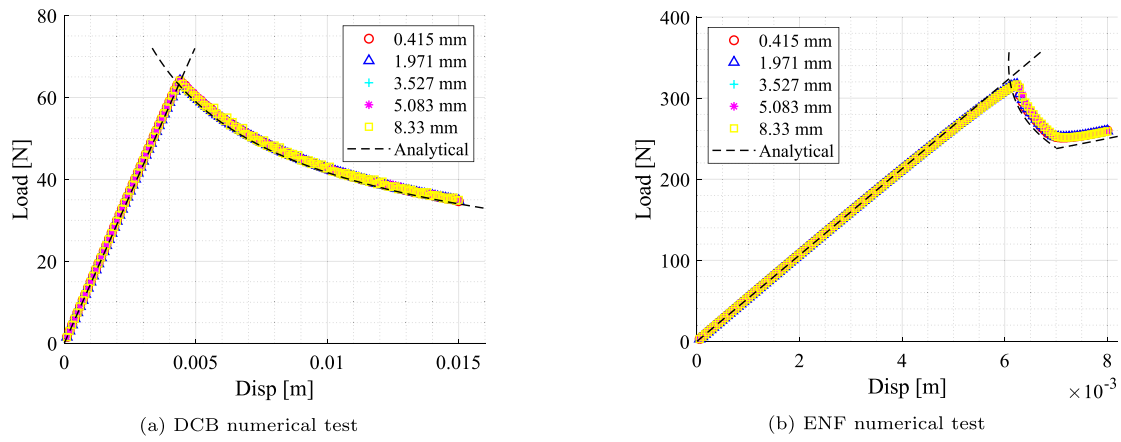 80
60
40
20
0
Load [N]
0
0.005
0.01
0.015
Disp [m]
0.415 mm
1.971 mm
3.527 mm
5.083 mm
8.33 mm
Analytical
(a) DCB numerical test
400
300
200
100
0
Load [N]
0
2
4
6
8
×10⁻³
Disp [m]
0.415 mm
1.971 mm
3.527 mm
5.083 mm
8.33 mm
Analytical
(b) ENF numerical test